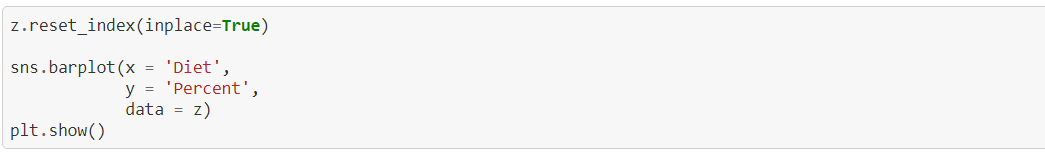 z.reset_index(inplace=True)

sns.barplot(x = 'Diet',
            y = 'Percent',
            data = z)
plt.show()